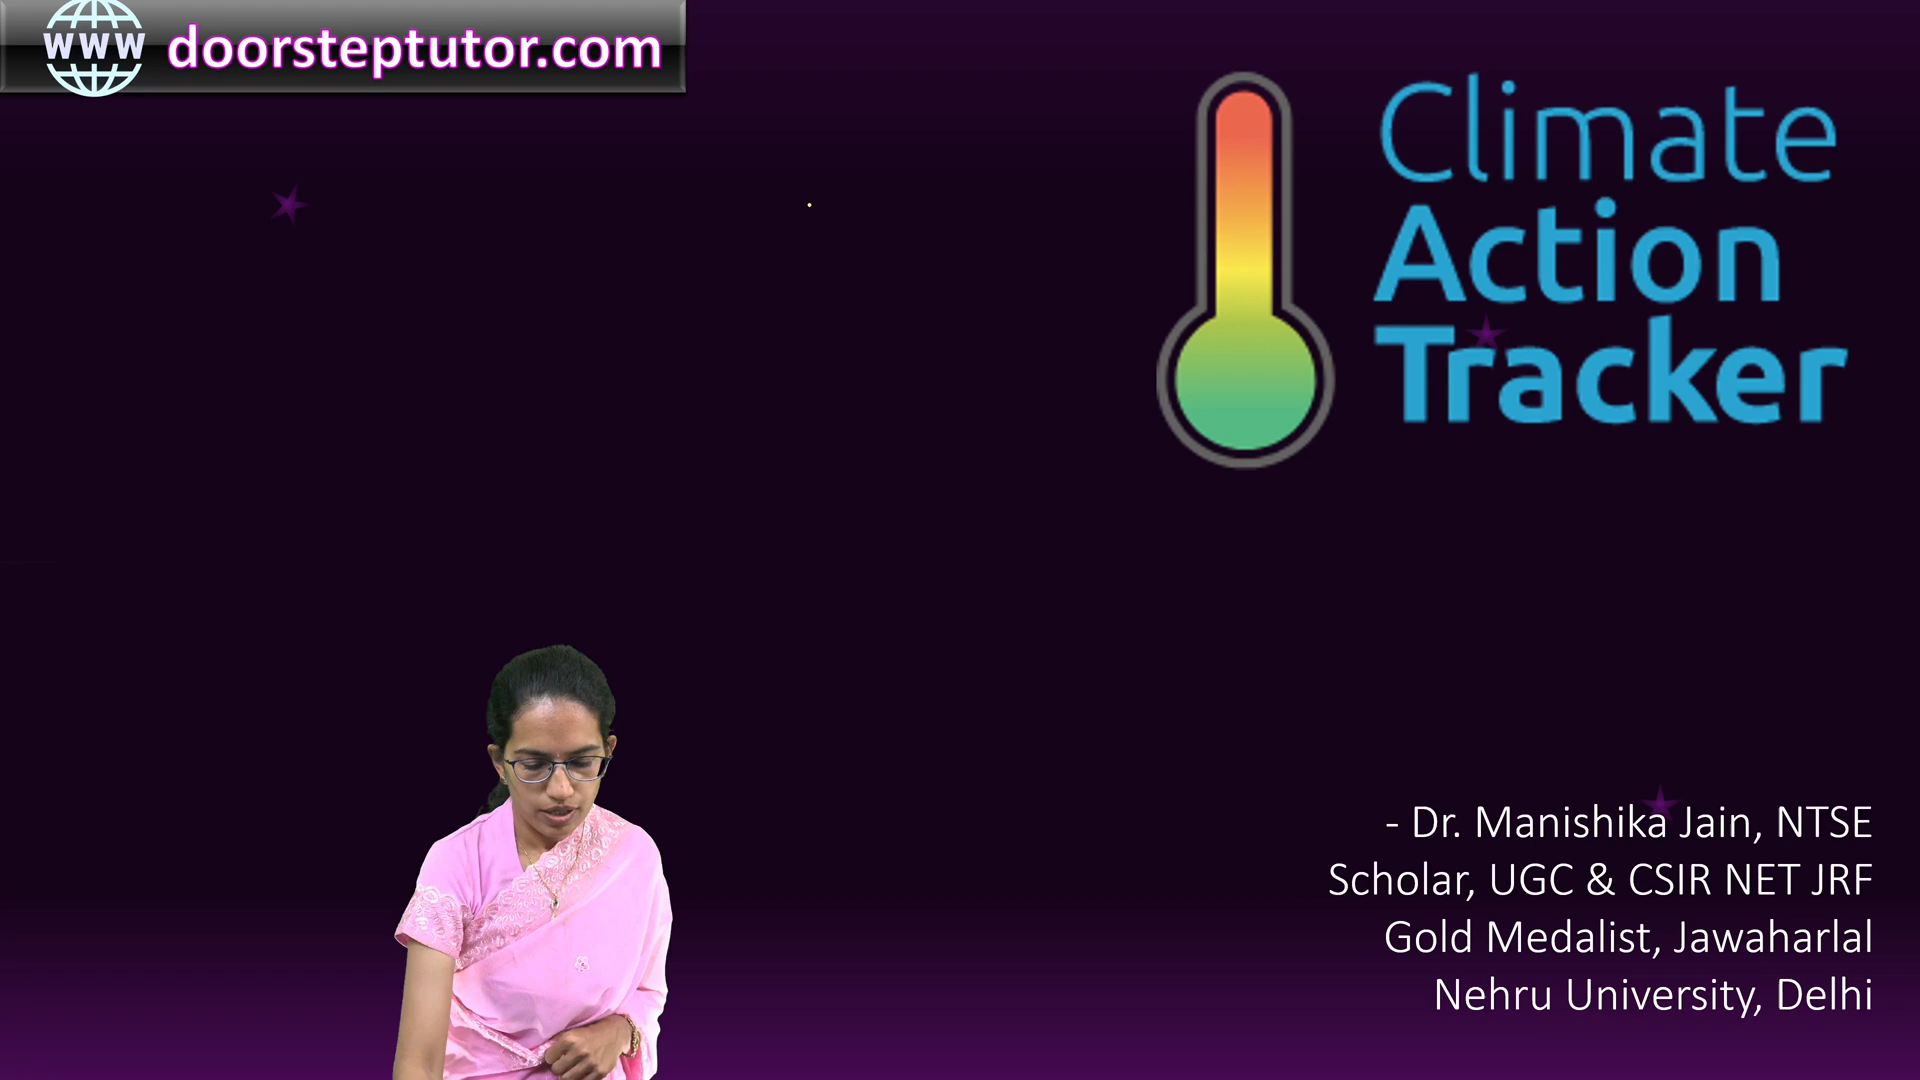 WWW doorsteptutor.com
Climate
Action
Tracker
- Dr. Manishika Jain, NTSE
Scholar, UGC & CSIR NET JRF
Gold Medalist, Jawaharlal
Nehru University, Delhi